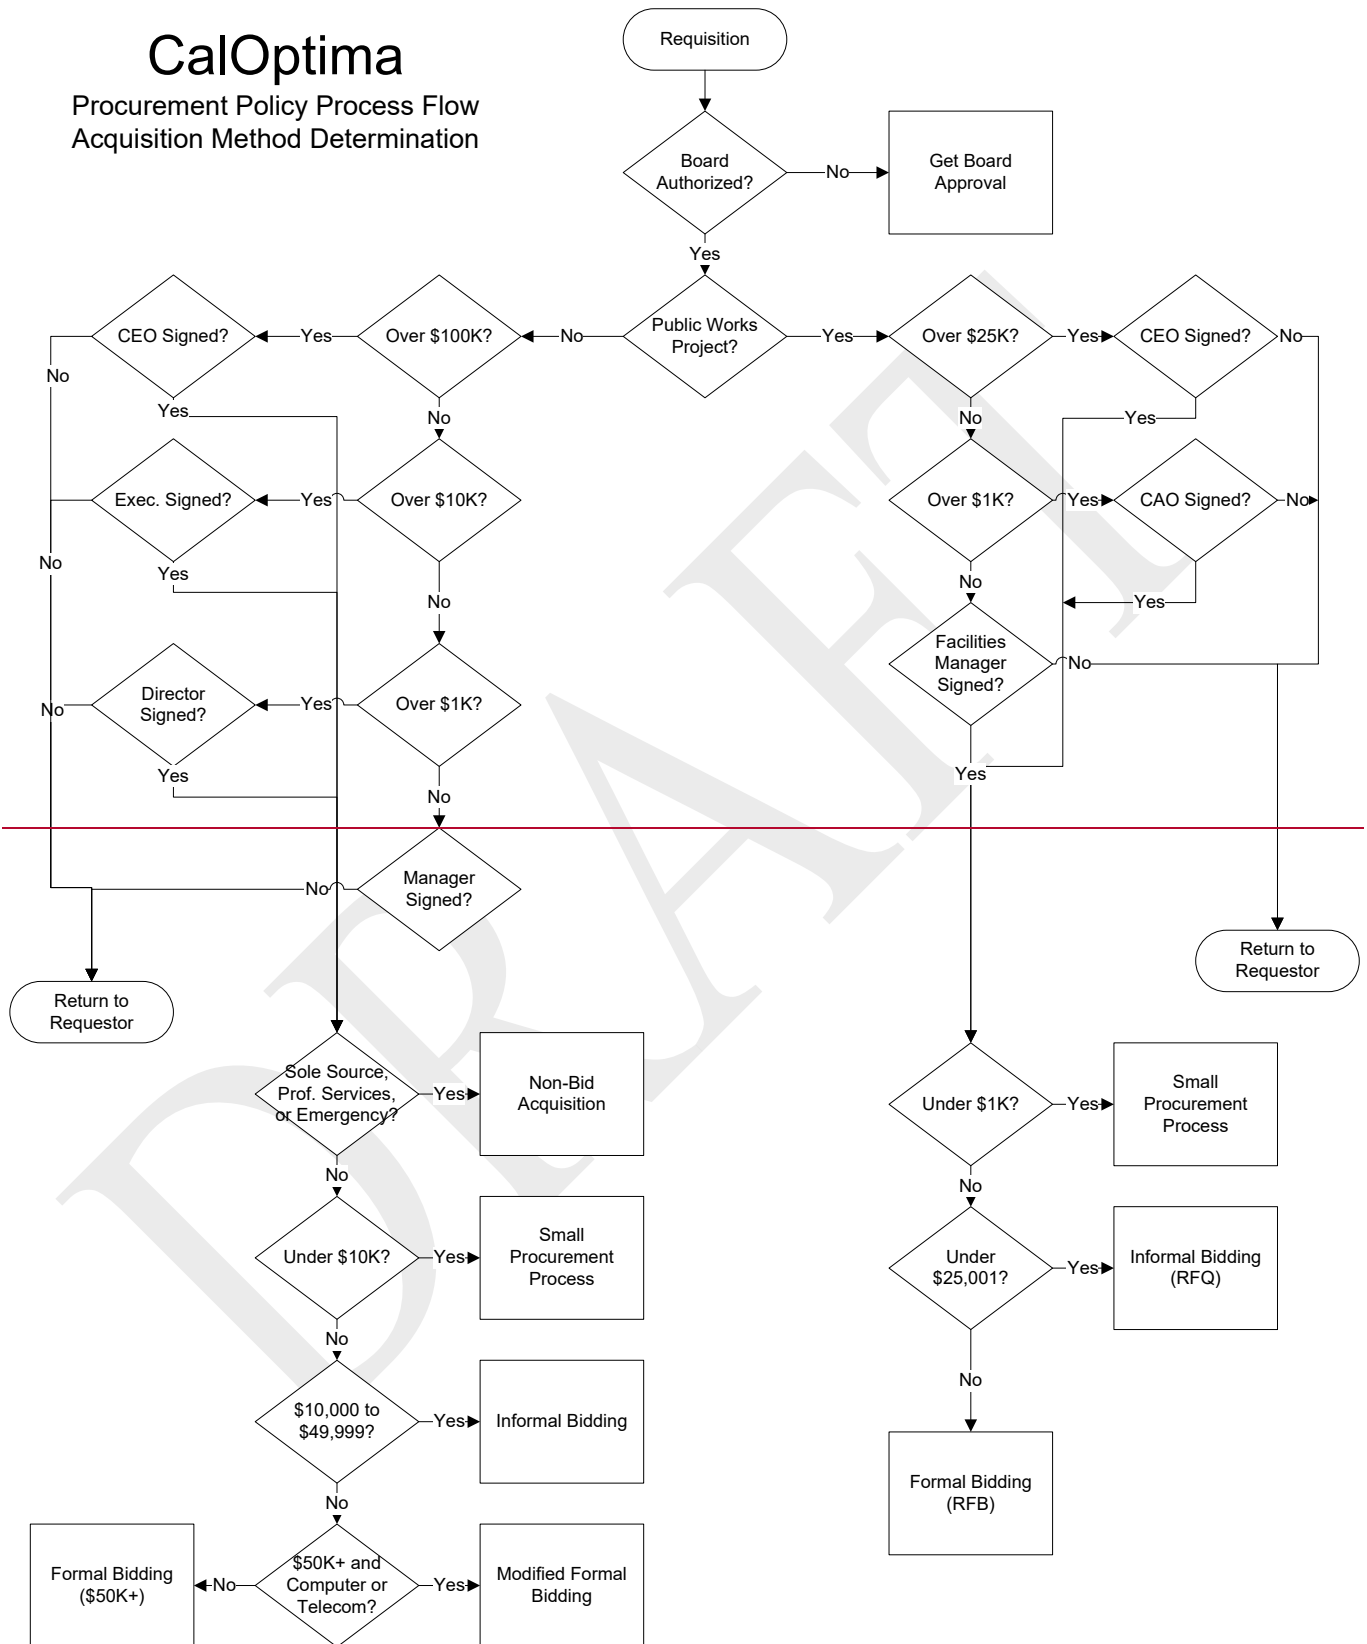 CalOptima
Procurement Policy Process Flow
Acquisition Method Determination
Requisition
Board
Authorized?
No
Get Board
Approval
Yes
CEO Signed?
Yes
Over $100K?
No
Public Works
Project?
Yes
Over $25K?
Yes
CEO Signed?
No
No
Yes
No
No
Yes
Exec. Signed?
Yes
Over $10K?
Over $1K?
Yes
CAO Signed?
No
No
Yes
No
No
Yes
Facilities
Manager
Signed?
No
Director
Signed?
No
Yes
Over $1K?
Yes
No
Yes
DRAFT
Manager
Signed?
No
Return to
Requestor
Return to
Requestor
Sole Source,
Prof. Services,
or Emergency?
Yes
Non-Bid
Acquisition
Under $1K?
Yes
Small
Procurement
Process
No
No
Under $10K?
Yes
Small
Procurement
Process
Under
$25,001?
Yes
Informal Bidding
(RFQ)
No
No
$10,000 to
$49,999?
Yes
Informal Bidding
Formal Bidding
(RFB)
No
Formal Bidding
($50K+)
No
$50K+ and
Computer or
Telecom?
Yes
Modified Formal
Bidding